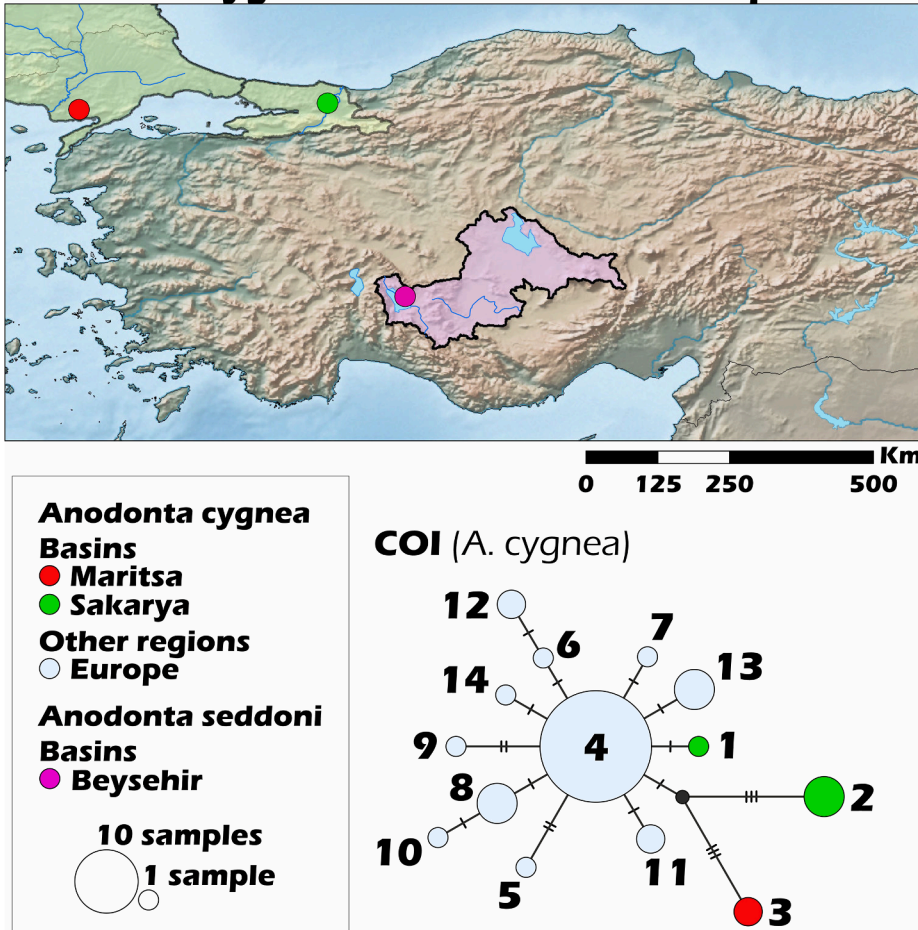 Km
0 125 250 500
Anodonta cygnea
Basins
Maritsa
Sakarya
Other regions
Europe
Anodonta seddoni
Basins
Beysehir
10 samples
1 sample
COI (A. cygnea)
12
6
7
13
14
9
4
1
8
2
10
5
11
3